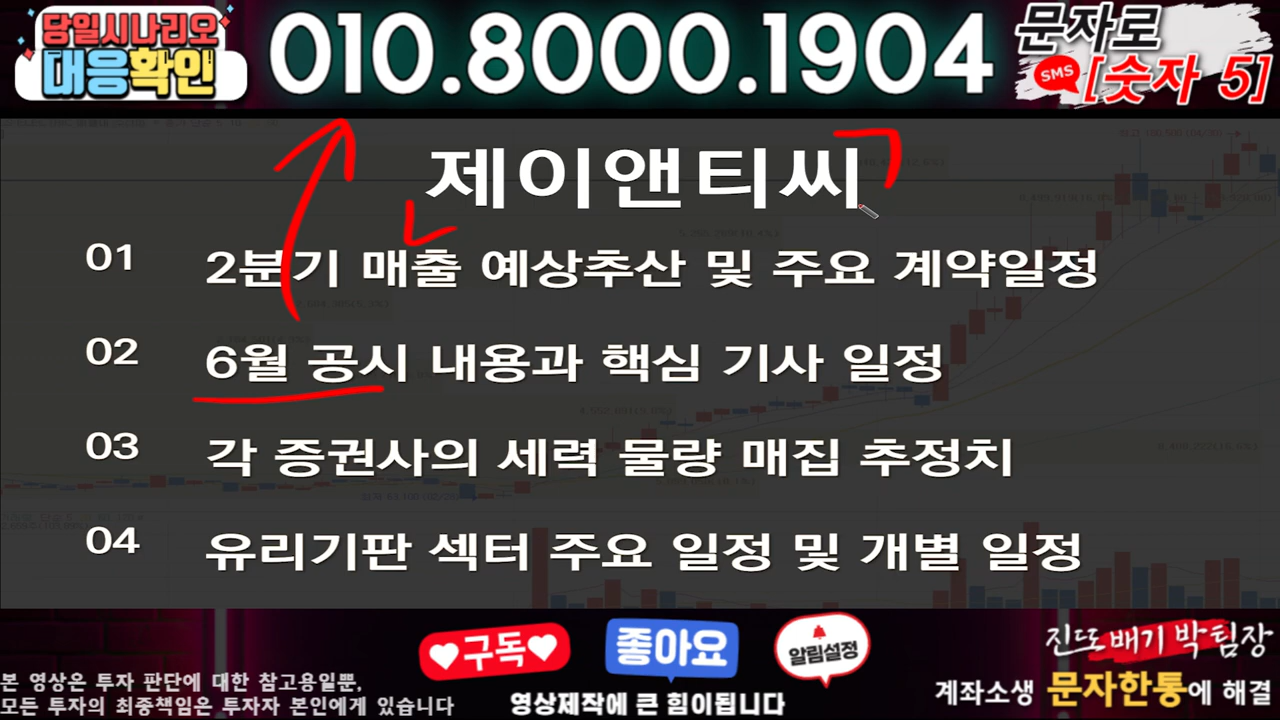 당일시나리오
대응확인
010.8000.1904
문자로
SMS
[숫자 5]
제이앤티씨
01
2분기 매출 예상추산 및 주요 계약일정
02
6월 공시 내용과 핵심 기사 일정
03
각 증권사의 세력 물량 매집 추정치
04
유리기판 섹터 주요 일정 및 개별 일정
구독
좋아요
알림설정
진또배기 박팀장
본 영상은 투자 판단에 대한 참고용일뿐,
모든 투자의 최종책임은 투자자 본인에게 있습니다
영상제작에 큰 힘이됩니다
계좌소생 문자한통에 해결